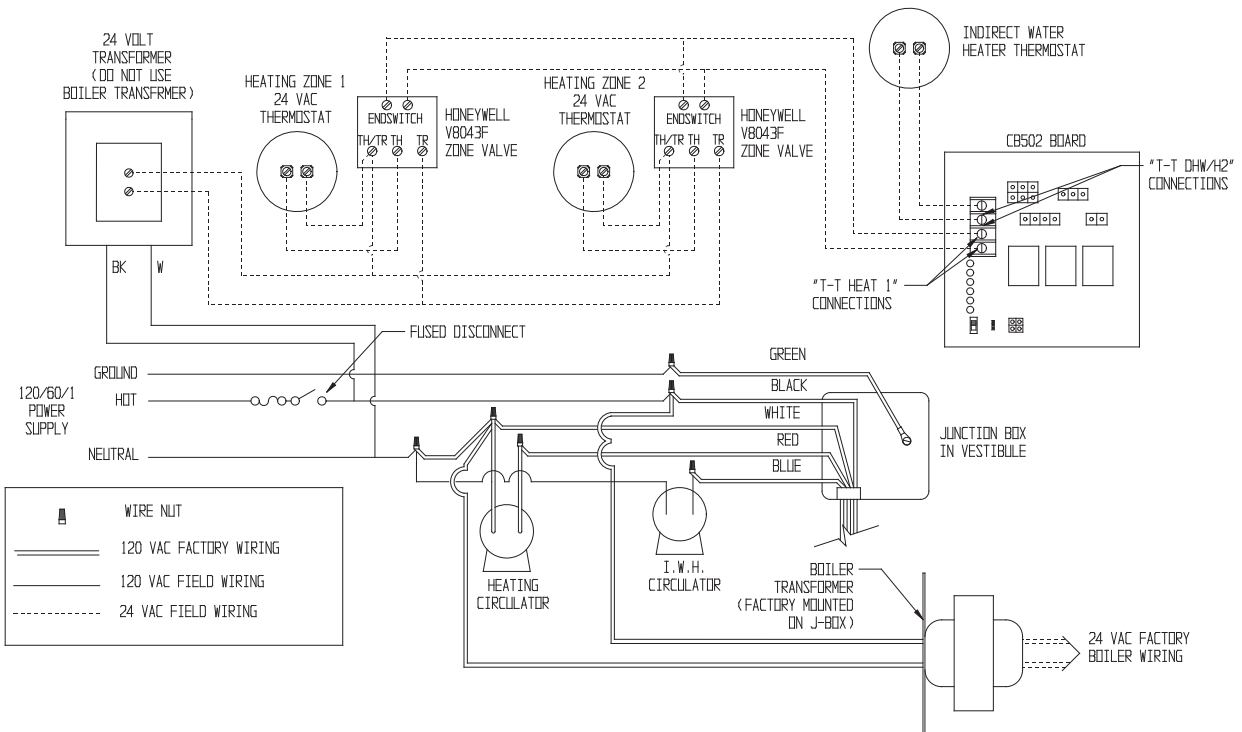 24 VOLT
TRANSFORMER
(DO NOT USE
BOILER TRANSFRMER)
HEATING ZONE 1
24 VAC
THERMOSTAT
ENDSWITCH
TH/TR TH TR
HONEYWELL
V8043F
ZONE VALVE
HEATING ZONE 2
24 VAC
THERMOSTAT
ENDSWITCH
TH/TR TH TR
HONEYWELL
V8043F
ZONE VALVE
INDIRECT WATER
HEATER THERMOSTAT
CB502 BOARD
"T-T DHW/H2"
CONNECTIONS
"T-T HEAT 1"
CONNECTIONS
BK
W
FUSED DISCONNECT
120/60/1
POWER
SUPPLY
GROUND
HOT
NEUTRAL
GREEN
BLACK
WHITE
RED
BLUE
JUNCTION BOX
IN VESTIBULE
WIRE NUT
120 VAC FACTORY WIRING
120 VAC FIELD WIRING
24 VAC FIELD WIRING
HEATING
CIRCULATOR
I.W.H.
CIRCULATOR
BOILER
TRANSFORMER
(FACTORY MOUNTED
ON J-BOX)
24 VAC FACTORY
BOILER WIRING